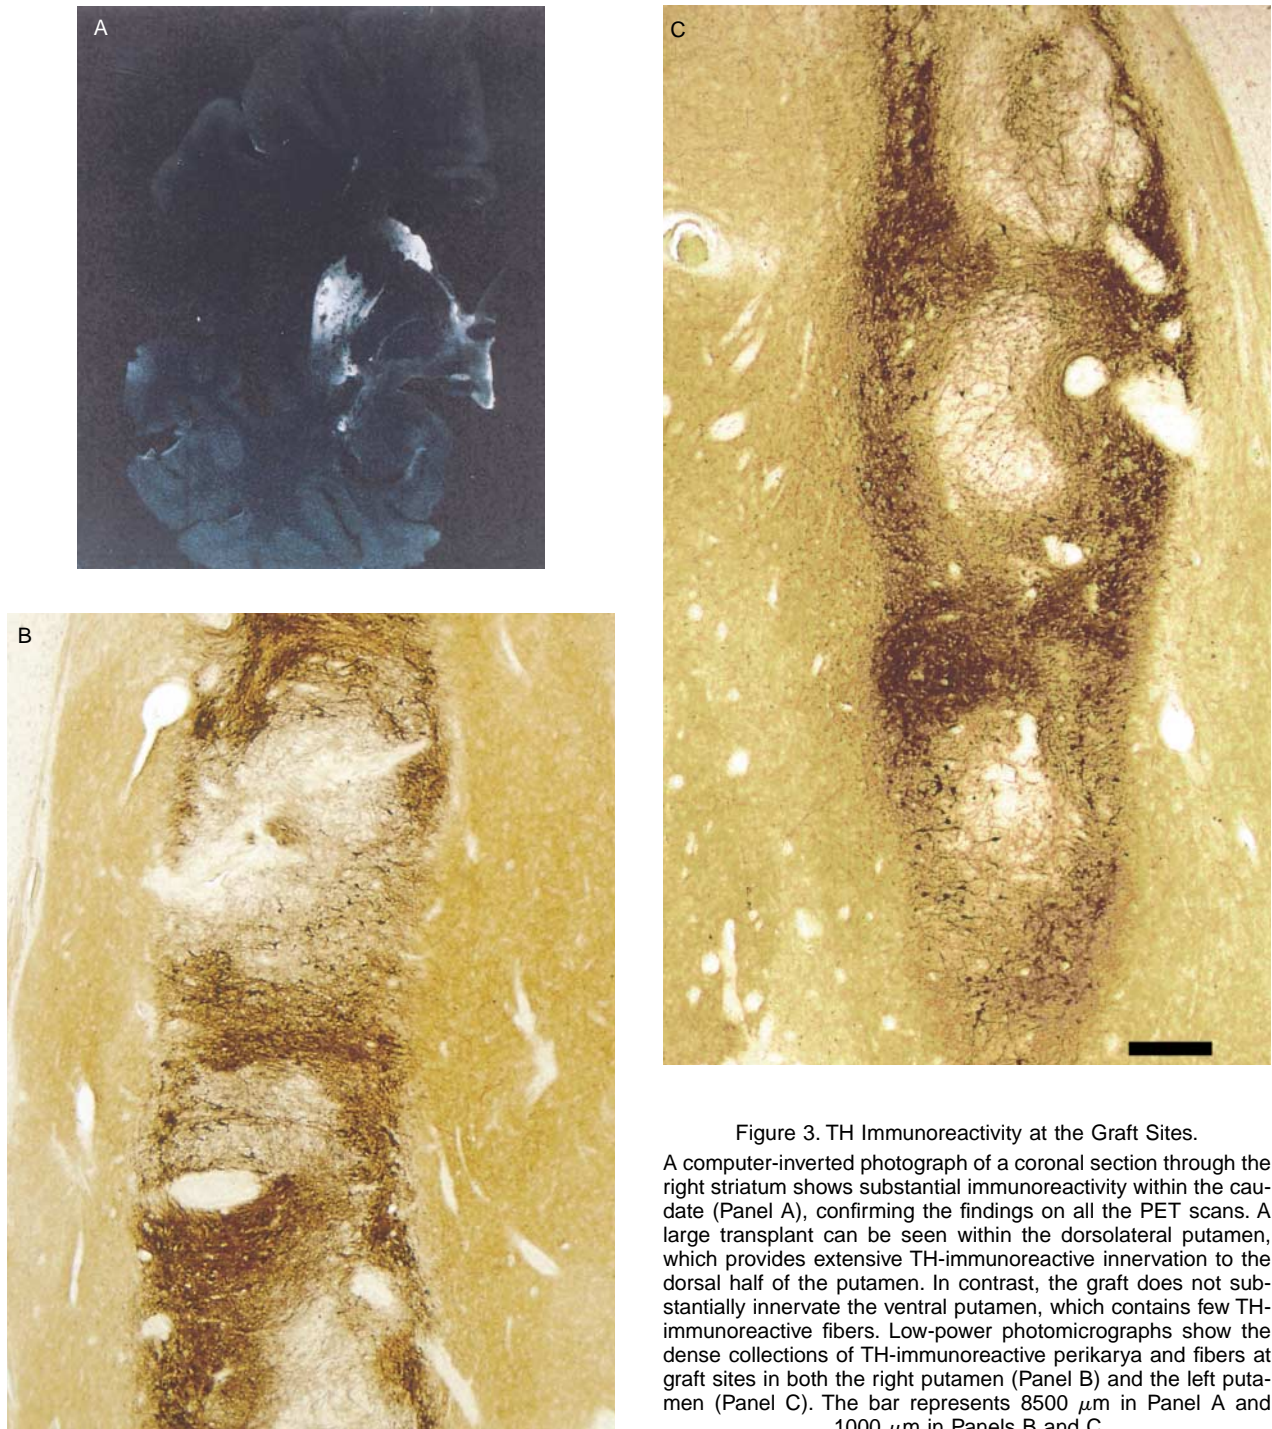 A
C
B
Figure 3. TH Immunoreactivity at the Graft Sites.
A computer-inverted photograph of a coronal section through the
right striatum shows substantial immunoreactivity within the cau-
date (Panel A), confirming the findings on all the PET scans. A
large transplant can be seen within the dorsolateral putamen,
which provides extensive TH-immunoreactive innervation to the
dorsal half of the putamen. In contrast, the graft does not sub-
stantially innervate the ventral putamen, which contains few TH-
immunoreactive fibers. Low-power photomicrographs show the
dense collections of TH-immunoreactive perikarya and fibers at
graft sites in both the right putamen (Panel B) and the left puta-
men (Panel C). The bar represents 8500 μm in Panel A and
1000 μm in Panels B and C